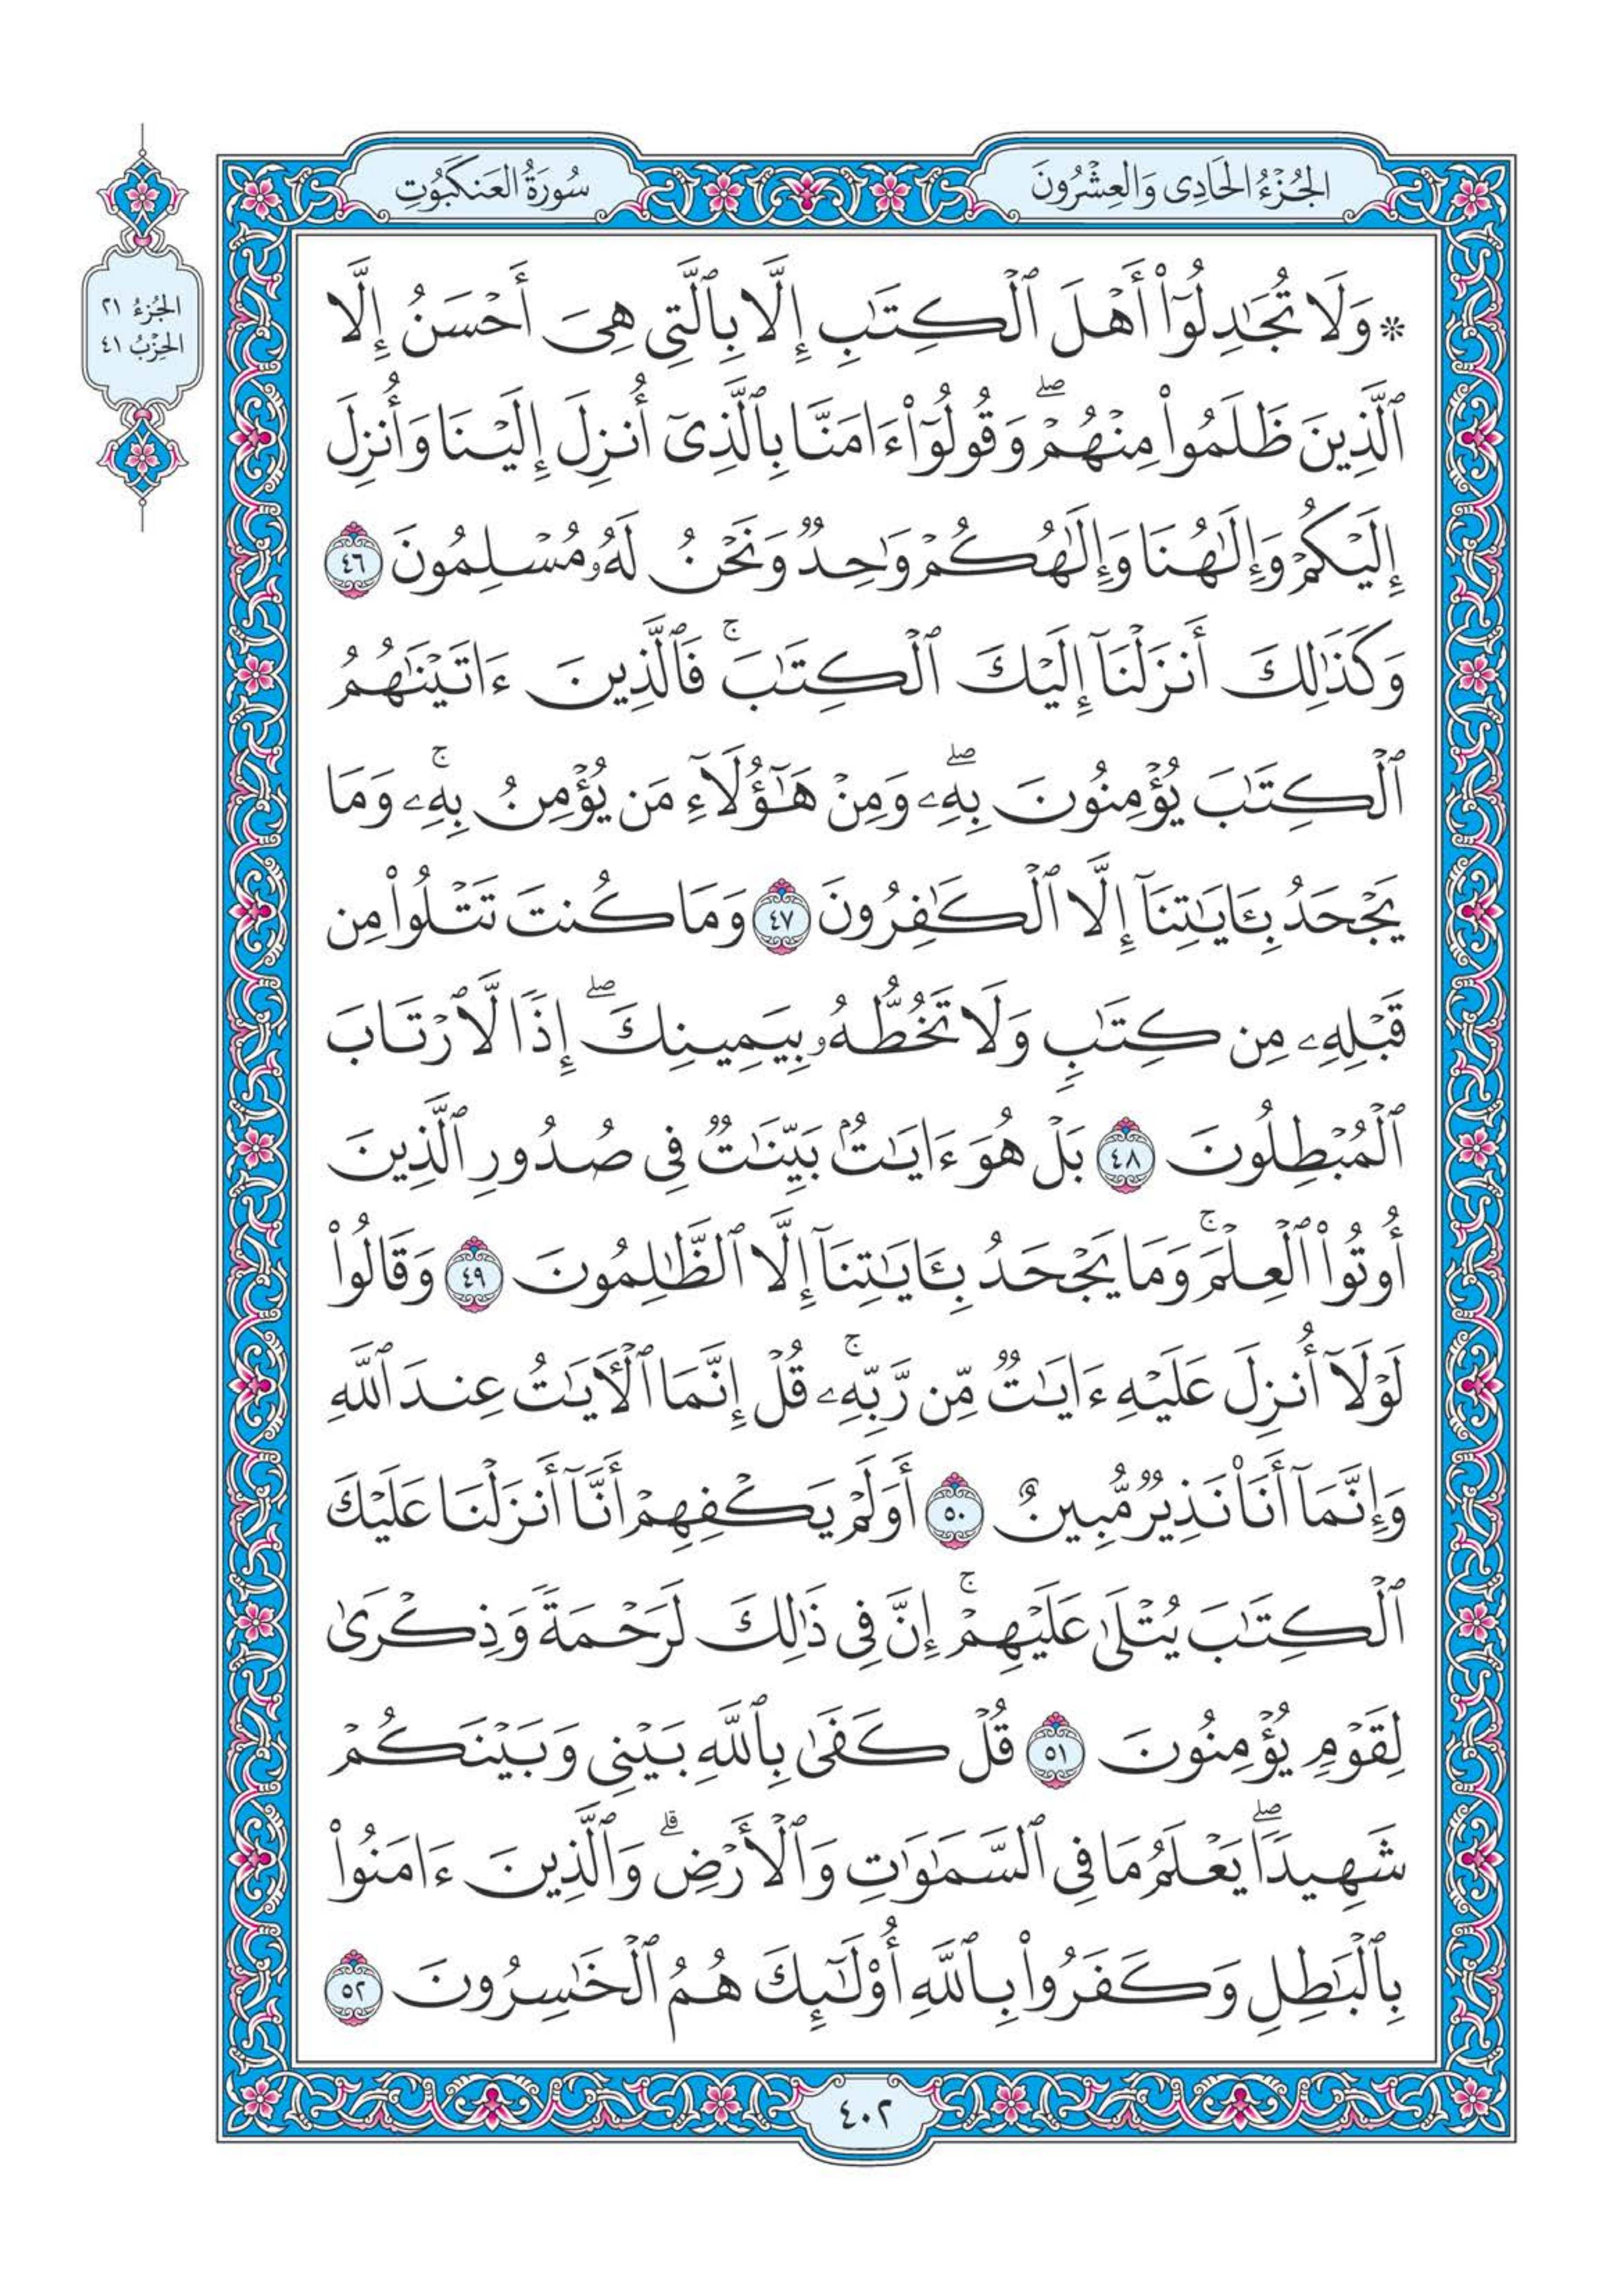 الجُزْءُ الحَادِى وَالعِشْرُونَ
سُورَةُ العَنكَبُوتِ
الجُزءُ ٢١
الحِزْبُ ٤١
* وَلَا تُجَٰدِلُوٓا۟ أَهْلَ ٱلْكِتَٰبِ إِلَّا بِٱلَّتِى هِىَ أَحْسَنُ إِلَّا
ٱلَّذِينَ ظَلَمُوا۟ مِنْهُمْ ۖ وَقُولُوٓا۟ ءَامَنَّا بِٱلَّذِىٓ أُنزِلَ إِلَيْنَا وَأُنزِلَ
إِلَيْكُمْ وَإِلَٰهُنَا وَإِلَٰهُكُمْ وَٰحِدٌ وَنَحْنُ لَهُۥ مُسْلِمُونَ ٤٦
وَكَذَٰلِكَ أَنزَلْنَآ إِلَيْكَ ٱلْكِتَٰبَ ۚ فَٱلَّذِينَ ءَاتَيْنَٰهُمُ
ٱلْكِتَٰبَ يُؤْمِنُونَ بِهِۦ ۖ وَمِنْ هَٰٓؤُلَآءِ مَن يُؤْمِنُ بِهِۦ ۚ وَمَا
يَجْحَدُ بِـَٔايَٰتِنَآ إِلَّا ٱلْكَٰفِرُونَ ٤٧ وَمَا كُنتَ تَتْلُوا۟ مِن
قَبْلِهِۦ مِن كِتَٰبٍ وَلَا تَخُطُّهُۥ بِيَمِينِكَ ۖ إِذًا لَّٱرْتَابَ
ٱلْمُبْطِلُونَ ٤٨ بَلْ هُوَ ءَايَٰتٌۢ بَيِّنَٰتٌ فِى صُدُورِ ٱلَّذِينَ
أُوتُوا۟ ٱلْعِلْمَ ۚ وَمَا يَجْحَدُ بِـَٔايَٰتِنَآ إِلَّا ٱلظَّٰلِمُونَ ٤٩ وَقَالُوا۟
لَوْلَآ أُنزِلَ عَلَيْهِ ءَايَٰتٌ مِّن رَّبِّهِۦ ۚ قُلْ إِنَّمَا ٱلْـَٔايَٰتُ عِندَ ٱللَّهِ
وَإِنَّمَآ أَنَا۠ نَذِيرٌ مُّبِينٌ ٥٠ أَوَلَمْ يَكْفِهِمْ أَنَّآ أَنزَلْنَا عَلَيْكَ
ٱلْكِتَٰبَ يُتْلَىٰ عَلَيْهِمْ ۚ إِنَّ فِى ذَٰلِكَ لَرَحْمَةً وَذِكْرَىٰ
لِقَوْمٍ يُؤْمِنُونَ ٥١ قُلْ كَفَىٰ بِٱللَّهِ بَيْنِى وَبَيْنَكُمْ
شَهِيدًا ۖ يَعْلَمُ مَا فِى ٱلسَّمَٰوَٰتِ وَٱلْأَرْضِ ۗ وَٱلَّذِينَ ءَامَنُوا۟
بِٱلْبَٰطِلِ وَكَفَرُوا۟ بِٱللَّهِ أُو۟لَٰٓئِكَ هُمُ ٱلْخَٰسِرُونَ ٥٢
٤٠٢